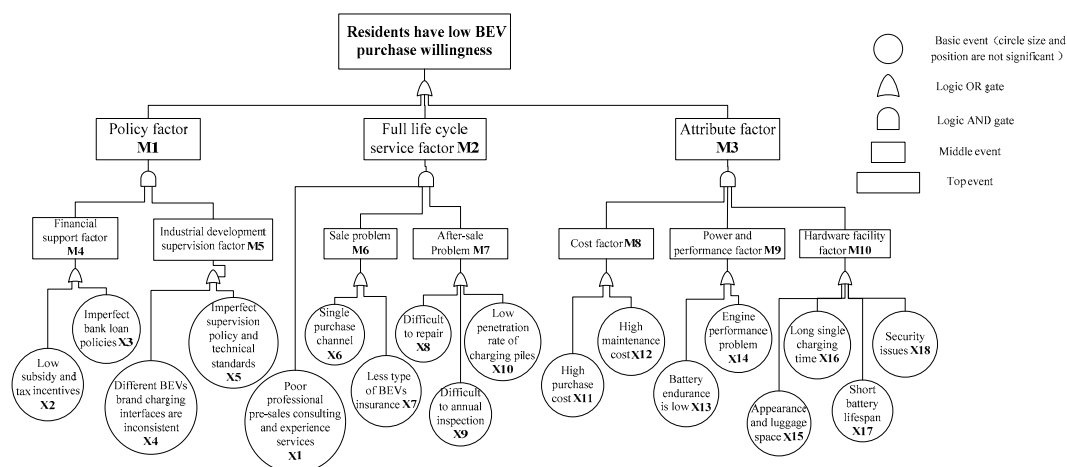 Residents have low BEV
purchase willingness
Basic event（circle size and
position are not significant）
Logic OR gate
Logic AND gate
Middle event
Top event
Policy factor
M1
Full life cycle
service factor M2
Attribute factor
M3
Financial
support factor
M4
Industrial development
supervision factor M5
Sale problem
M6
After-sale
Problem M7
Cost factor M8
Power and
performance factor M9
Hardware facility
factor M10
Low
subsidy and
tax incentives
X2
Imperfect
bank loan
policies X3
Different BEVs
brand charging
interfaces are
inconsistent
X4
Imperfect
supervision
policy and
technical
standards
X5
Poor
professional
pre-sales consulting
and experience
services
X1
Single
purchase
channel
X6
Less type
of BEVs
insurance X7
Difficult
to repair
X8
Difficult
to annual
inspection
X9
Low
penetration
rate of
charging piles
X10
High
purchase
cost X11
High
maintenance
cost X12
Battery
endurance
is low X13
Engine
performance
problem
X14
Appearance
and luggage
space X15
Long single
charging
time X16
Short
battery
lifespan
X17
Security
issues X18